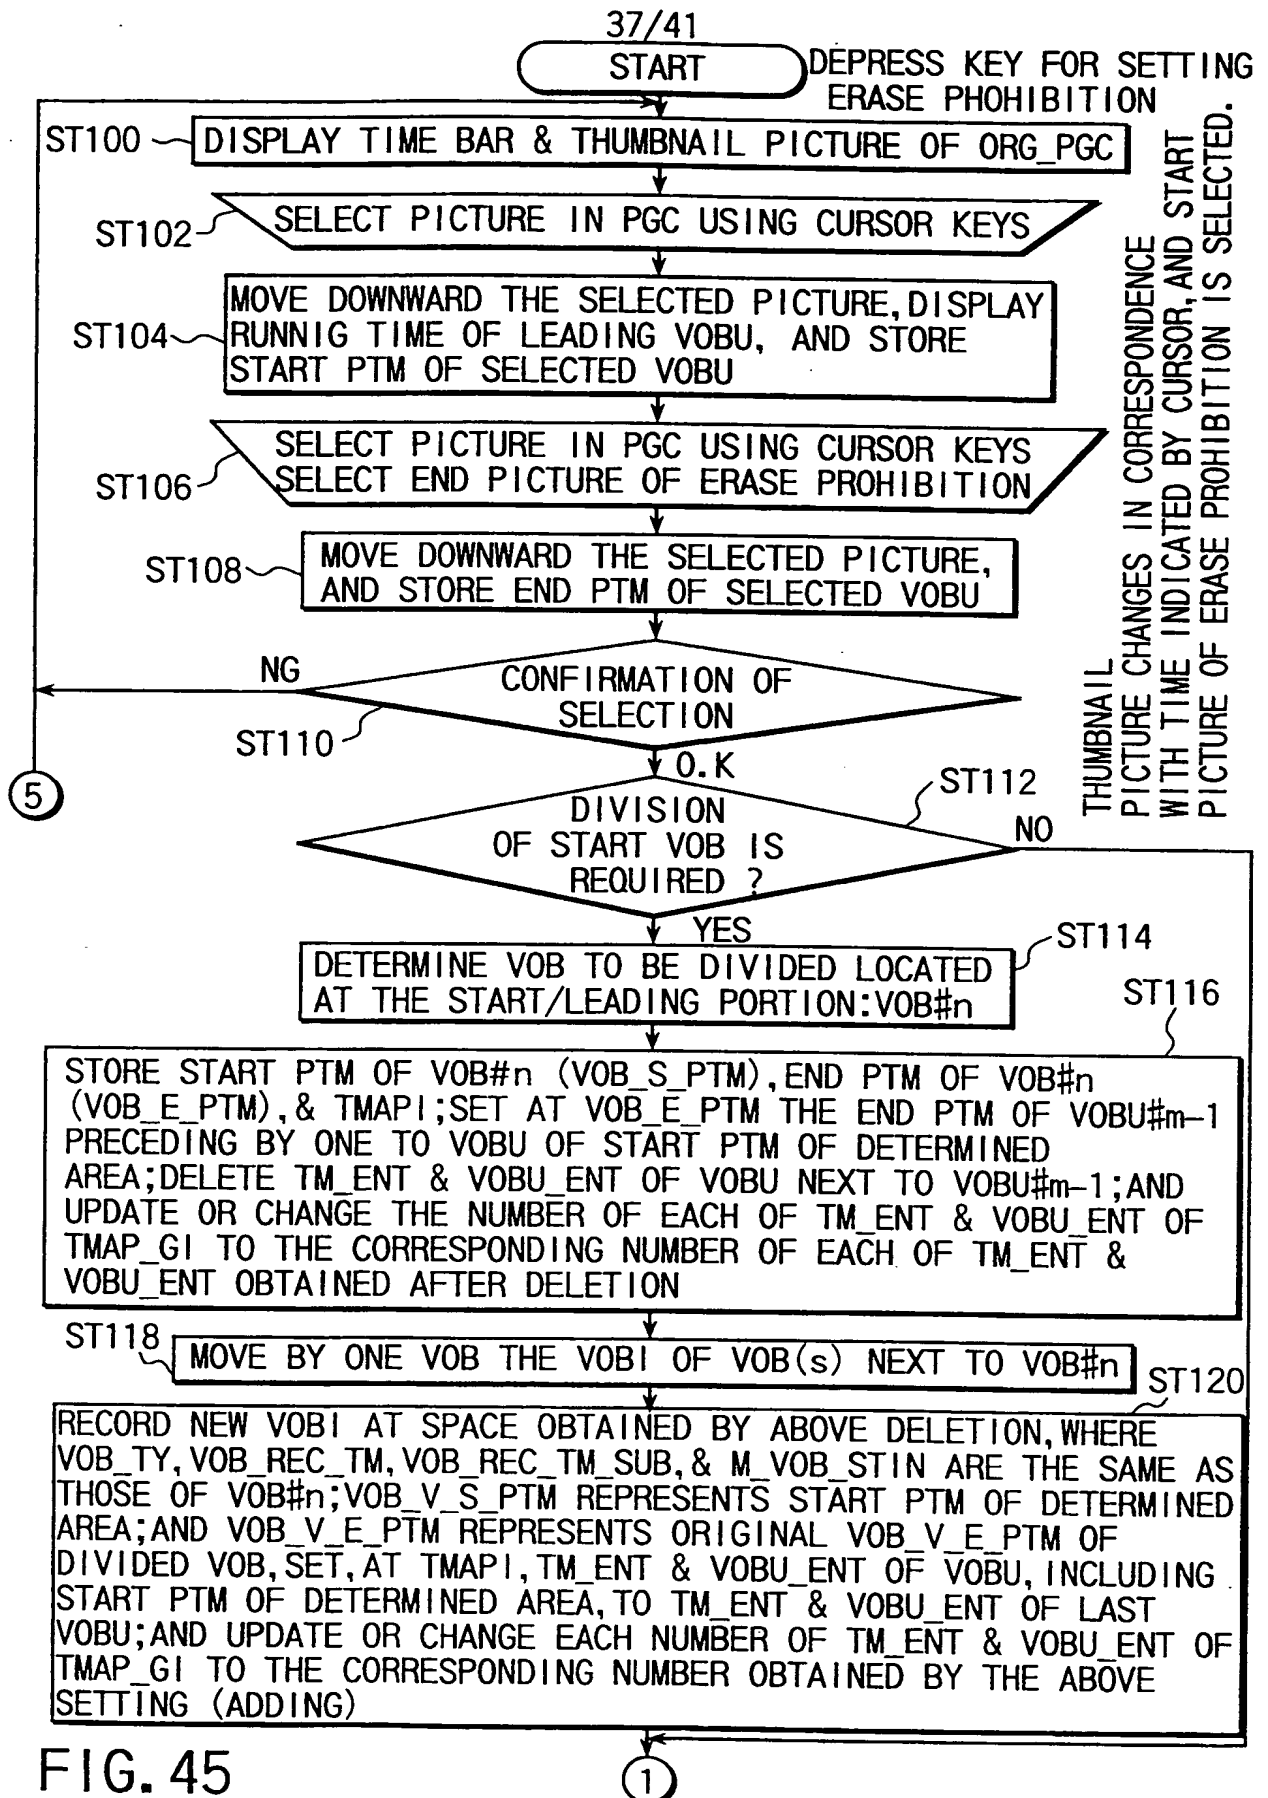 37/41
START
DEPRESS KEY FOR SETTING
ERASE PHOHIBITION
ST100
DISPLAY TIME BAR & THUMBNAIL PICTURE OF ORG_PGC
ST102
SELECT PICTURE IN PGC USING CURSOR KEYS
ST104
MOVE DOWNWARD THE SELECTED PICTURE, DISPLAY
RUNNIG TIME OF LEADING VOBU, AND STORE
START PTM OF SELECTED VOBU
ST106
SELECT PICTURE IN PGC USING CURSOR KEYS
SELECT END PICTURE OF ERASE PROHIBITION
ST108
MOVE DOWNWARD THE SELECTED PICTURE,
AND STORE END PTM OF SELECTED VOBU
THUMBNAIL
PICTURE CHANGES IN CORRESPONDENCE
WITH TIME INDICATED BY CURSOR, AND START
PICTURE OF ERASE PROHIBITION IS SELECTED.
NG
CONFIRMATION OF
SELECTION
ST110
O.K
5
ST112
DIVISION
OF START VOB IS
REQUIRED ?
NO
YES
ST114
DETERMINE VOB TO BE DIVIDED LOCATED
AT THE START/LEADING PORTION:VOB#n
ST116
STORE START PTM OF VOB#n (VOB_S_PTM), END PTM OF VOB#n
(VOB_E_PTM), & TMAPI;SET AT VOB_E_PTM THE END PTM OF VOBU#m-1
PRECEDING BY ONE TO VOBU OF START PTM OF DETERMINED
AREA;DELETE TM_ENT & VOBU_ENT OF VOBU NEXT TO VOBU#m-1;AND
UPDATE OR CHANGE THE NUMBER OF EACH OF TM_ENT & VOBU_ENT OF
TMAP_GI TO THE CORRESPONDING NUMBER OF EACH OF TM_ENT &
VOBU_ENT OBTAINED AFTER DELETION
ST118
MOVE BY ONE VOB THE VOBI OF VOB(s) NEXT TO VOB#n
ST120
RECORD NEW VOBI AT SPACE OBTAINED BY ABOVE DELETION, WHERE
VOB_TY, VOB_REC_TM, VOB_REC_TM_SUB, & M_VOB_STIN ARE THE SAME AS
THOSE OF VOB#n;VOB_V_S_PTM REPRESENTS START PTM OF DETERMINED
AREA;AND VOB_V_E_PTM REPRESENTS ORIGINAL VOB_V_E_PTM OF
DIVIDED VOB, SET, AT TMAPI, TM_ENT & VOBU_ENT OF VOBU, INCLUDING
START PTM OF DETERMINED AREA, TO TM_ENT & VOBU_ENT OF LAST
VOBU;AND UPDATE OR CHANGE EACH NUMBER OF TM_ENT & VOBU_ENT OF
TMAP_GI TO THE CORRESPONDING NUMBER OBTAINED BY THE ABOVE
SETTING (ADDING)
1
FIG. 45